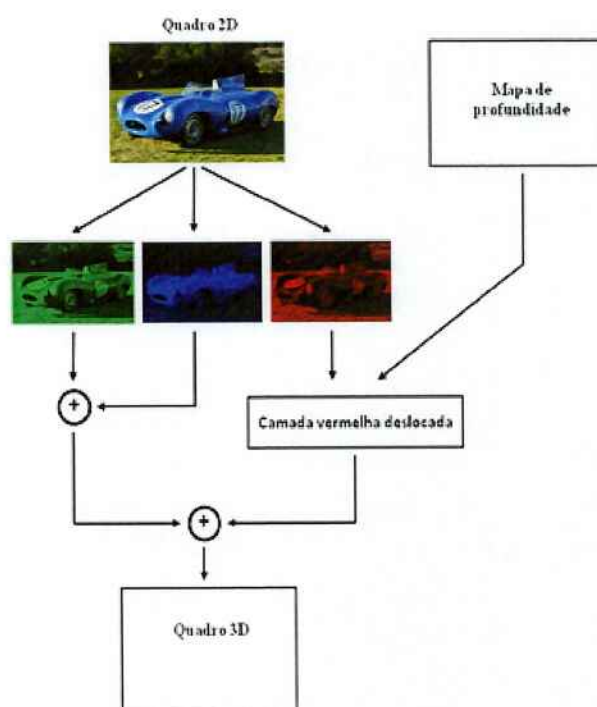 Quadro 2D
Mapa de
profundidade
+
Camada vermelha deslocada
+
Quadro 3D